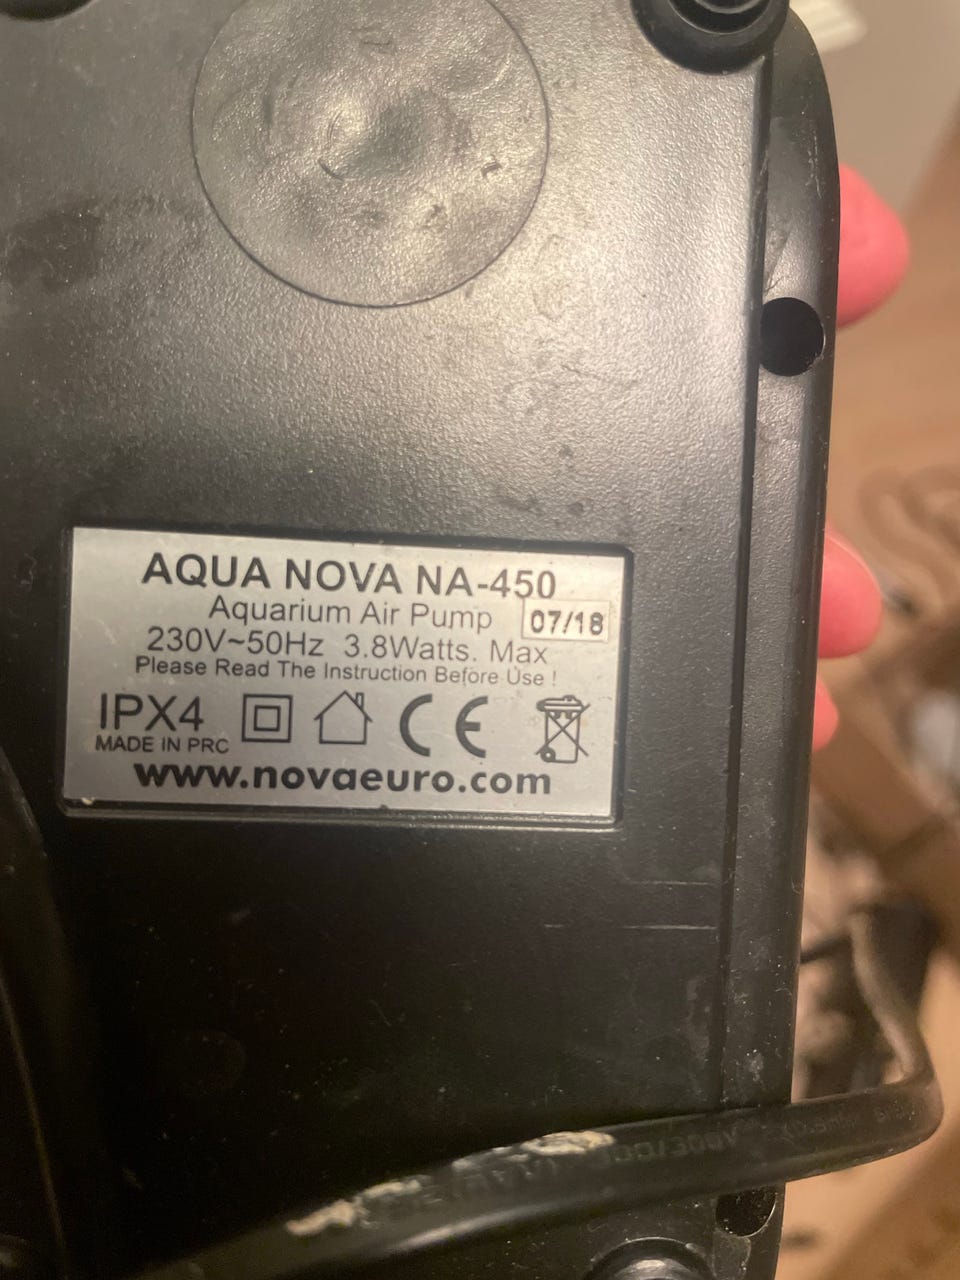 AQUA NOVA NA-450
Aquarium Air Pump 07/18
230V~50Hz 3.8Watts. Max
Please Read The Instruction Before Use !
IPX4 CE
MADE IN PRC
www.novaeuro.com